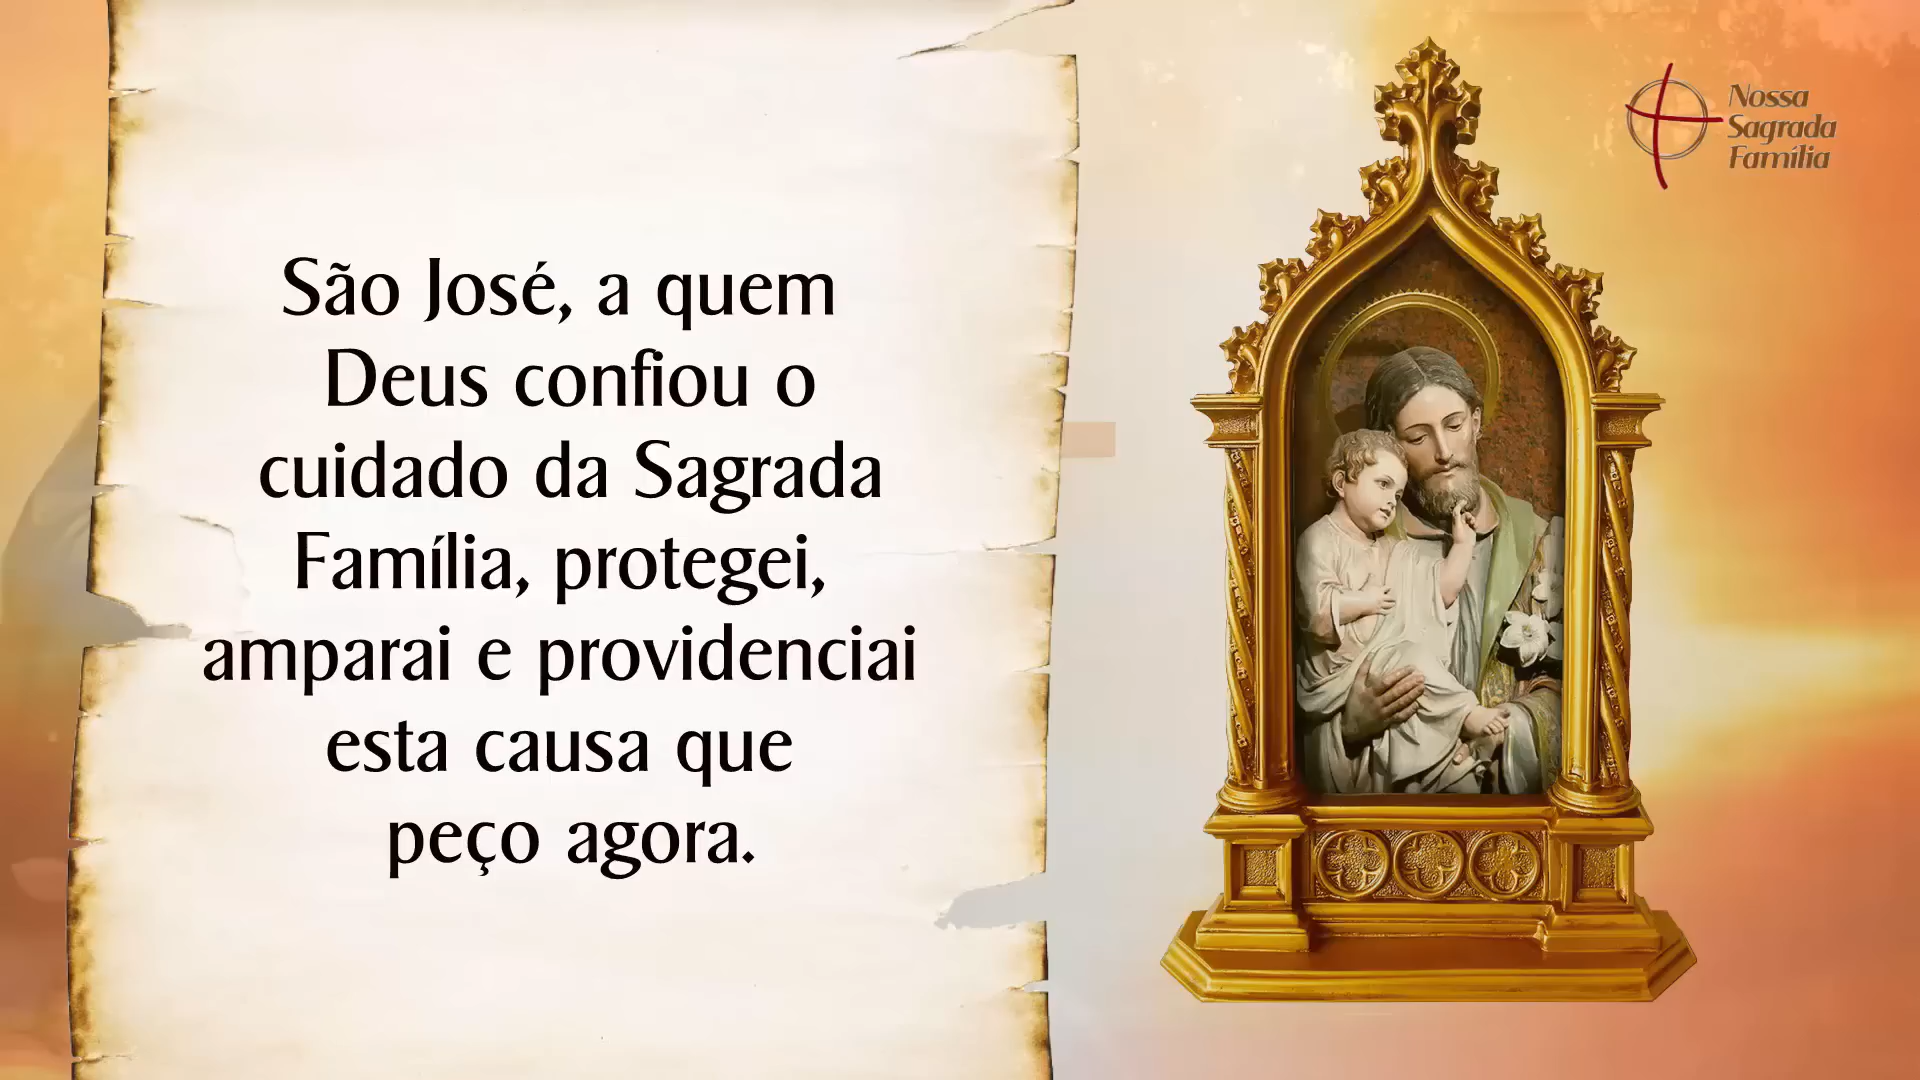 São José, a quem
Deus confiou o
cuidado da Sagrada
Família, protegei,
amparai e providenciai
esta causa que
peço agora.
Nossa
Sagrada
Família